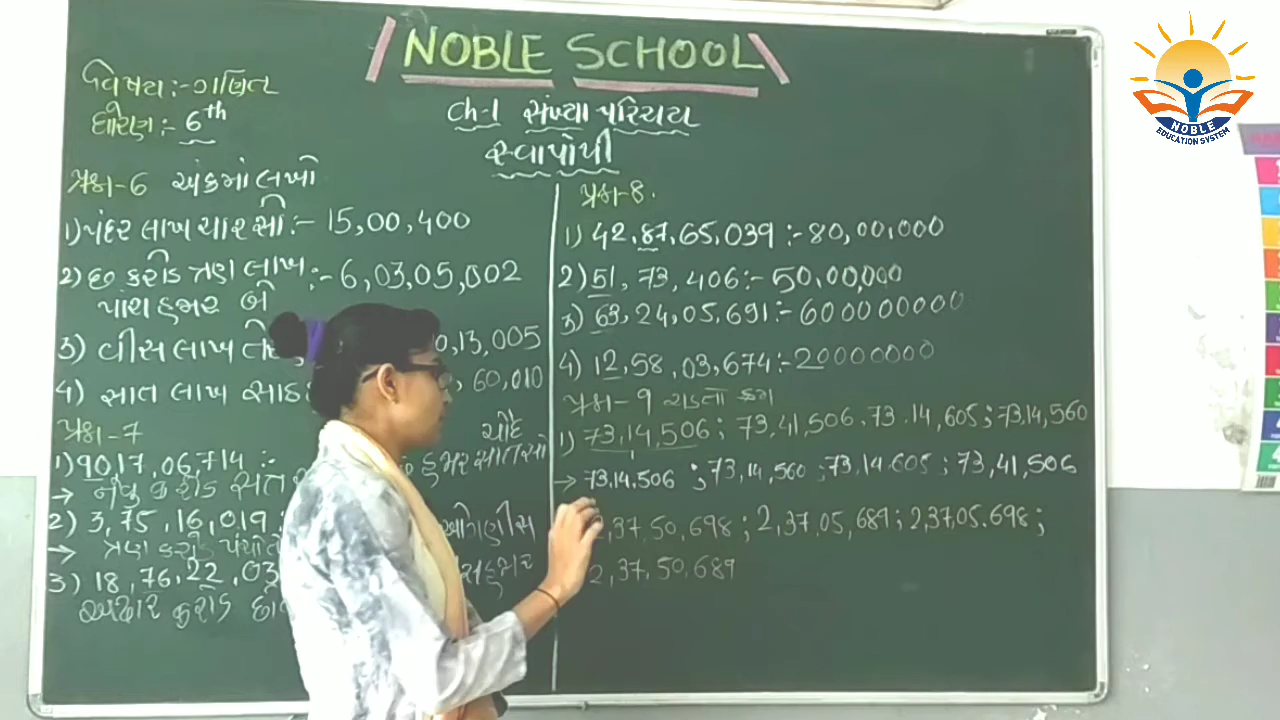 NOBLE SCHOOL
વિષય:- ગણિત
ધોરણ:- 6th
Ch-1 સંખ્યા પરિચય
સ્વાપોથી
પ્રશ્ન-6 અંકમાં લખો
1) પંદર લાખ ચારસો:- 15,00,400
2) છ કરોડ ત્રણ લાખ:- 6,03,05,002
પાંચ હજાર બે
3) વીસ લાખ તેર
,13,005
4) સાત લાખ સાઠ
, 60,010
પ્રશ્ન-7
1) 90,17,06,714:-
ચૌદ
હજાર સાતસો
→ નેવુ કરોડ સત
2) 3,75,16,019
ઓગણીસ
→ ત્રણ કરોડ પંચોતે
3) 18,76,22,03
હજાર
અઢાર કરોડ છો
પ્રશ્ન-8.
1) 42,87,65,039:- 80,00,000
2) 51,73,406:- 50,00,000
3) 63,24,05,691:- 600000000
4) 12,58,03,674:- 20000000
પ્રશ્ન-9 ચડતો ક્રમ
1) 73,14,506; 73,41,506,73.14,605; 73,14,560
→ 73,14,506; 73,14,560; 73,14.605; 73,41,506
2,37,50,698; 2,37,05,689; 2,37,05.698;
2,37,50,689
NOBLE
EDUCATION SYSTEM